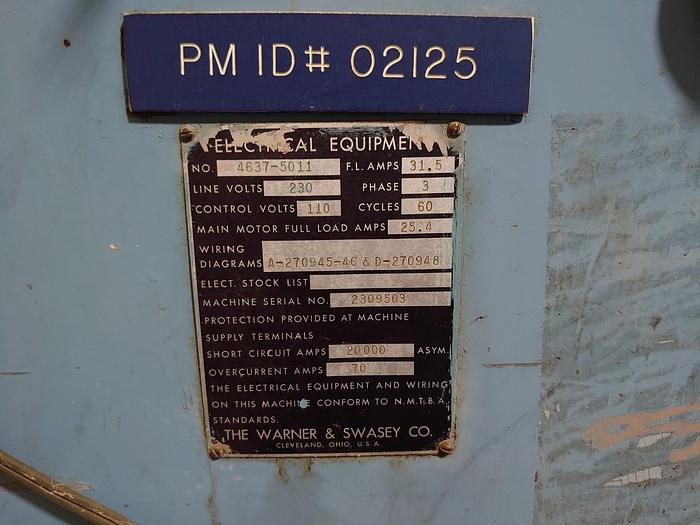 PM ID# 02125
ELECTRICAL EQUIPMENT
NO. 4637-5011 F.L. AMPS 31.5
LINE VOLTS 230 PHASE 3
CONTROL VOLTS 110 CYCLES 60
MAIN MOTOR FULL LOAD AMPS 25.4
WIRING
DIAGRAMS A-270945-46 & D-270948
ELECT. STOCK LIST
MACHINE SERIAL NO. 2309503
PROTECTION PROVIDED AT MACHINE
SUPPLY TERMINALS
SHORT CIRCUIT AMPS 20000 ASYM.
OVERCURRENT AMPS 70
THE ELECTRICAL EQUIPMENT AND WIRING
ON THIS MACHINE CONFORM TO N.M.T.B.A.
STANDARDS.
THE WARNER & SWASEY CO.
CLEVELAND, OHIO, U.S.A.